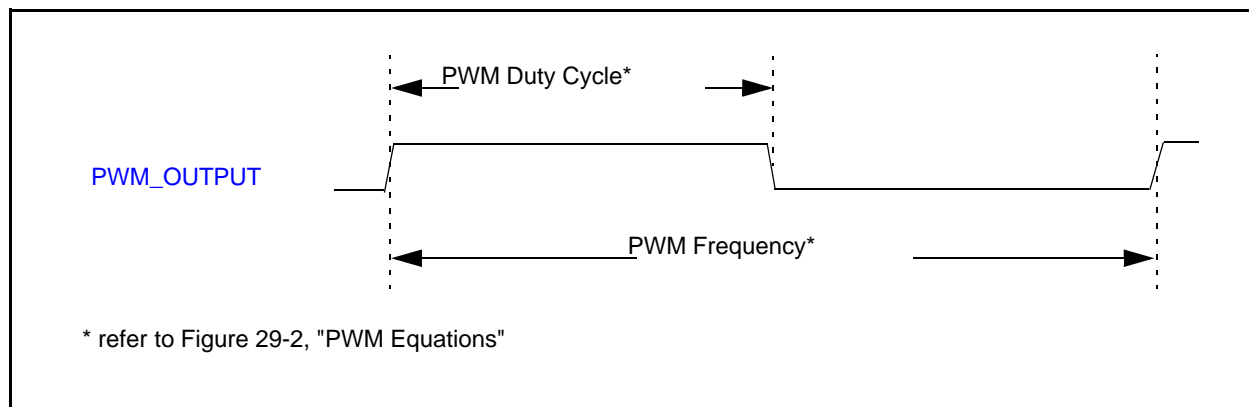 PWM Duty Cycle*
PWM_OUTPUT
PWM Frequency*
* refer to Figure 29-2, "PWM Equations"